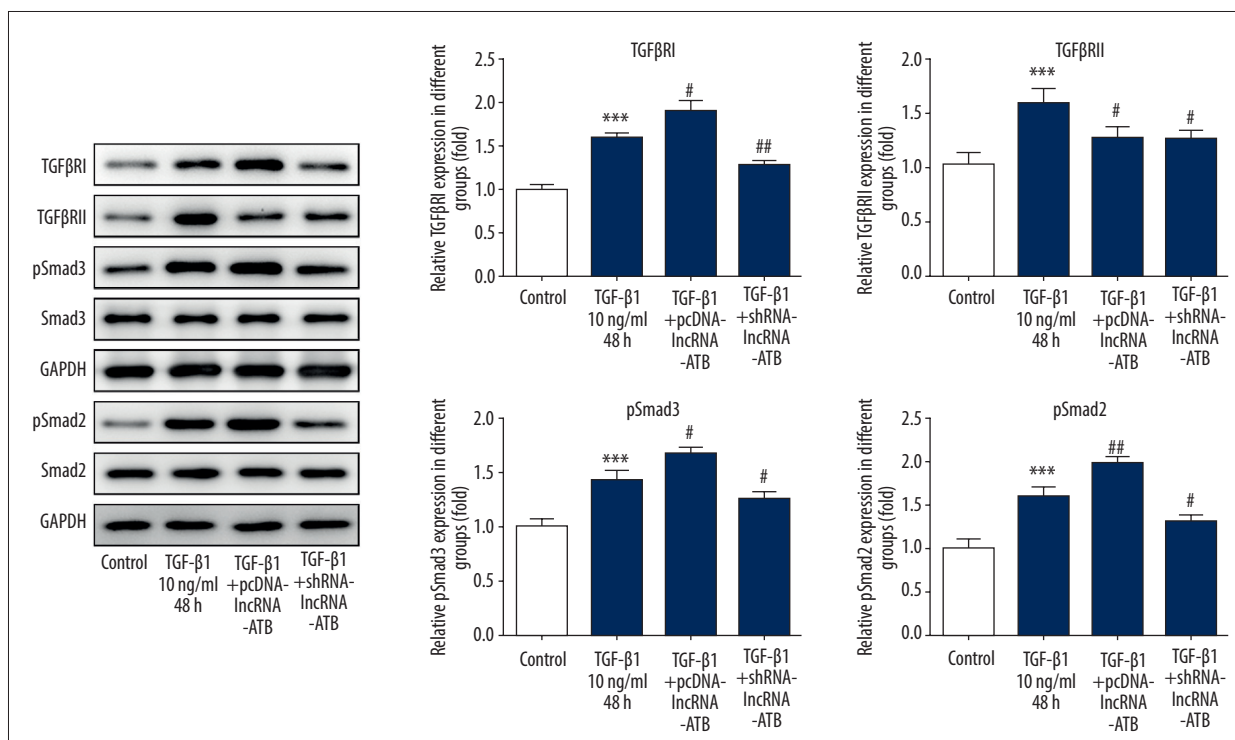 TGFβRI
TGFβRII
pSmad3
Smad3
GAPDH
pSmad2
Smad2
GAPDH
Control
TGF-β1
10 ng/ml
48 h
TGF-β1
+pcDNA-
lncRNA
-ATB
TGF-β1
+shRNA-
lncRNA
-ATB
TGFβRI
Relative TGFβRI expression in different
groups (fold)
2.5
2.0
1.5
1.0
0.5
0.0
***
#
##
Control
TGF-β1
10 ng/ml
48 h
TGF-β1
+pcDNA-
lncRNA
-ATB
TGF-β1
+shRNA-
lncRNA
-ATB
TGFβRII
Relative TGFβRII expression in different
groups (fold)
2.0
1.5
1.0
0.5
0.0
***
#
#
Control
TGF-β1
10 ng/ml
48 h
TGF-β1
+pcDNA-
lncRNA
-ATB
TGF-β1
+shRNA-
lncRNA
-ATB
pSmad3
Relative pSmad3 expression in different
groups (fold)
2.0
1.5
1.0
0.5
0.0
***
#
#
Control
TGF-β1
10 ng/ml
48 h
TGF-β1
+pcDNA-
lncRNA
-ATB
TGF-β1
+shRNA-
lncRNA
-ATB
pSmad2
Relative pSmad2 expression in different
groups (fold)
2.5
2.0
1.5
1.0
0.5
0.0
***
##
#
Control
TGF-β1
10 ng/ml
48 h
TGF-β1
+pcDNA-
lncRNA
-ATB
TGF-β1
+shRNA-
lncRNA
-ATB